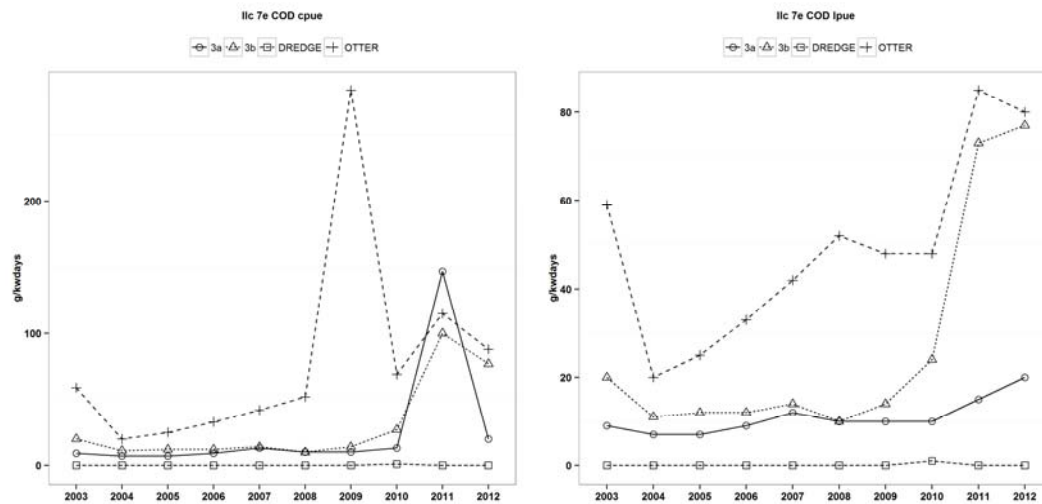 IIc 7e COD cpue
3a 3b DREDGE OTTER
g/kwdays
200
100
0
2003 2004 2005 2006 2007 2008 2009 2010 2011 2012
IIc 7e COD lpue
3a 3b DREDGE OTTER
g/kwdays
80
60
40
20
0
2003 2004 2005 2006 2007 2008 2009 2010 2011 2012